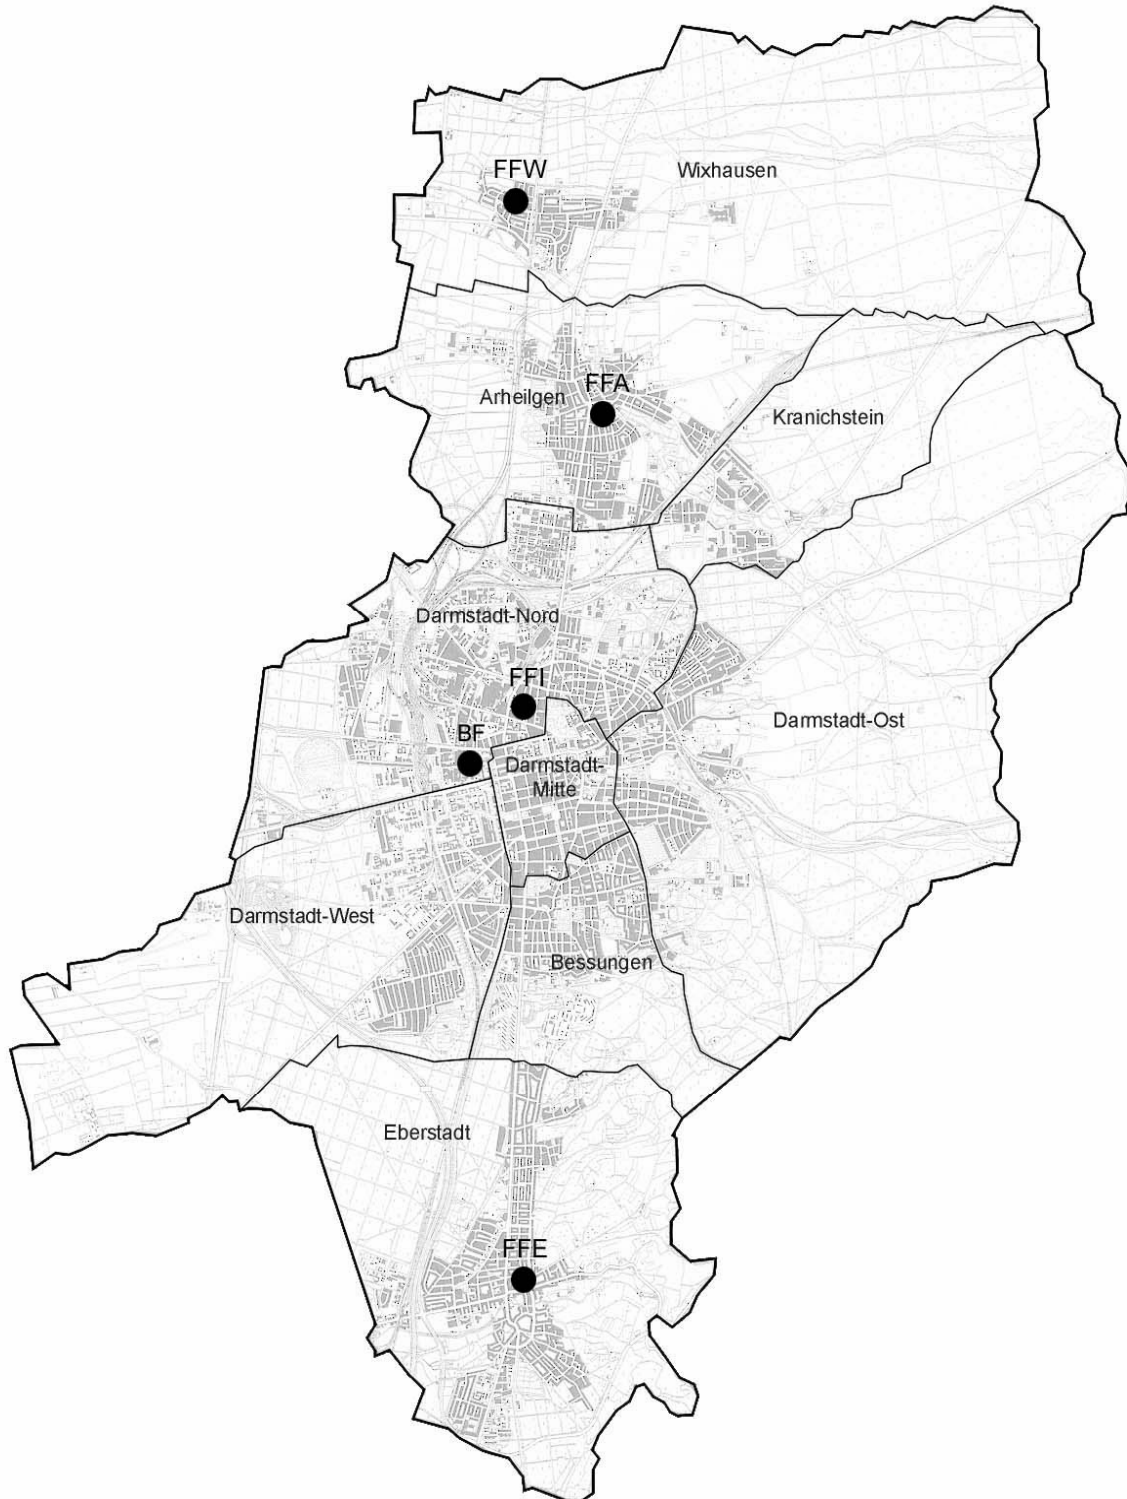 FFW
Wixhausen
FFA
Arheilgen
Kranichstein
Darmstadt-Nord
FFI
Darmstadt-Ost
BF
Darmstadt-
Mitte
Darmstadt-West
Bessungen
Eberstadt
FFE